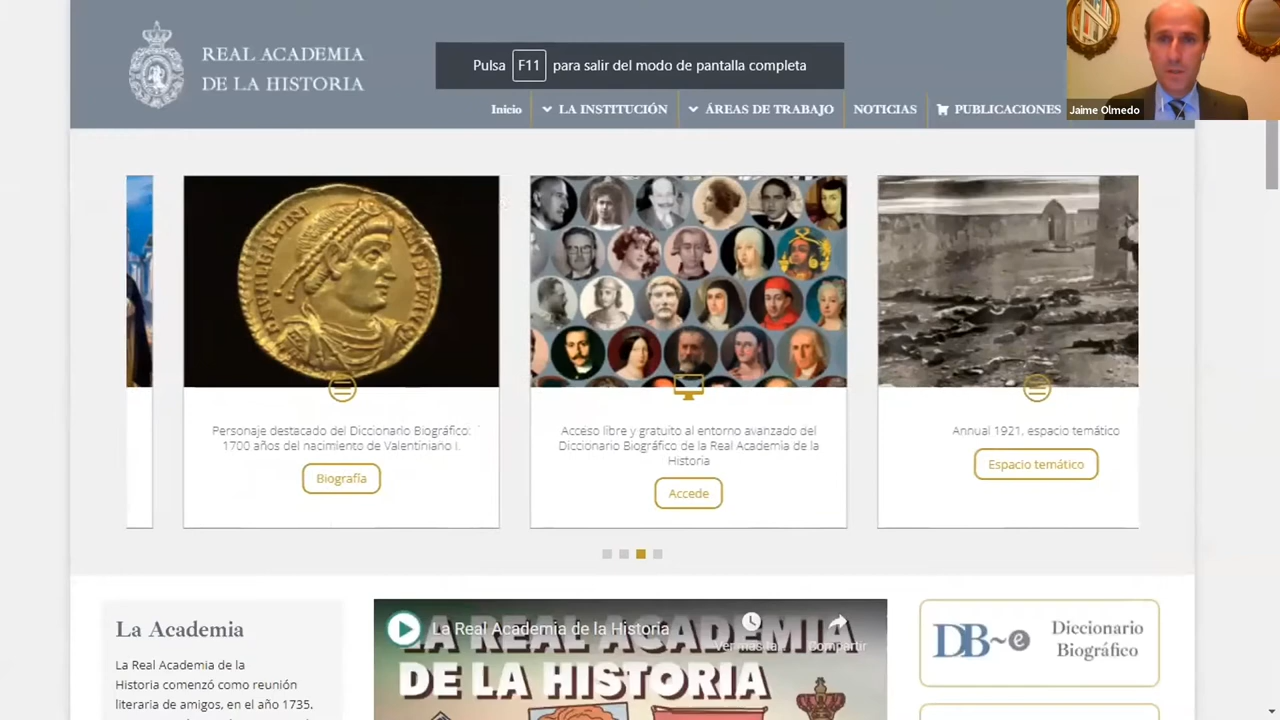 REAL ACADEMIA
DE LA HISTORIA
Pulsa F11 para salir del modo de pantalla completa
Inicio
LA INSTITUCIÓN
ÁREAS DE TRABAJO
NOTICIAS
PUBLICACIONES
Jaime Olmedo
Personaje destacado del Diccionario Biográfico:
1700 años del nacimiento de Valentiniano I.
Biografía
Acceso libre y gratuito al entorno avanzado del
Diccionario Biográfico de la Real Academia de la
Historia
Accede
Annual 1921, espacio temático
Espacio temático
La Academia
La Real Academia de la
Historia comenzó como reunión
literaria de amigos, en el año 1735.
La Real Academia de la Historia
Ver más ta...
Compartir
LA REAL ACADEMIA
DE LA HISTORIA
DB~e
Diccionario
Biográfico